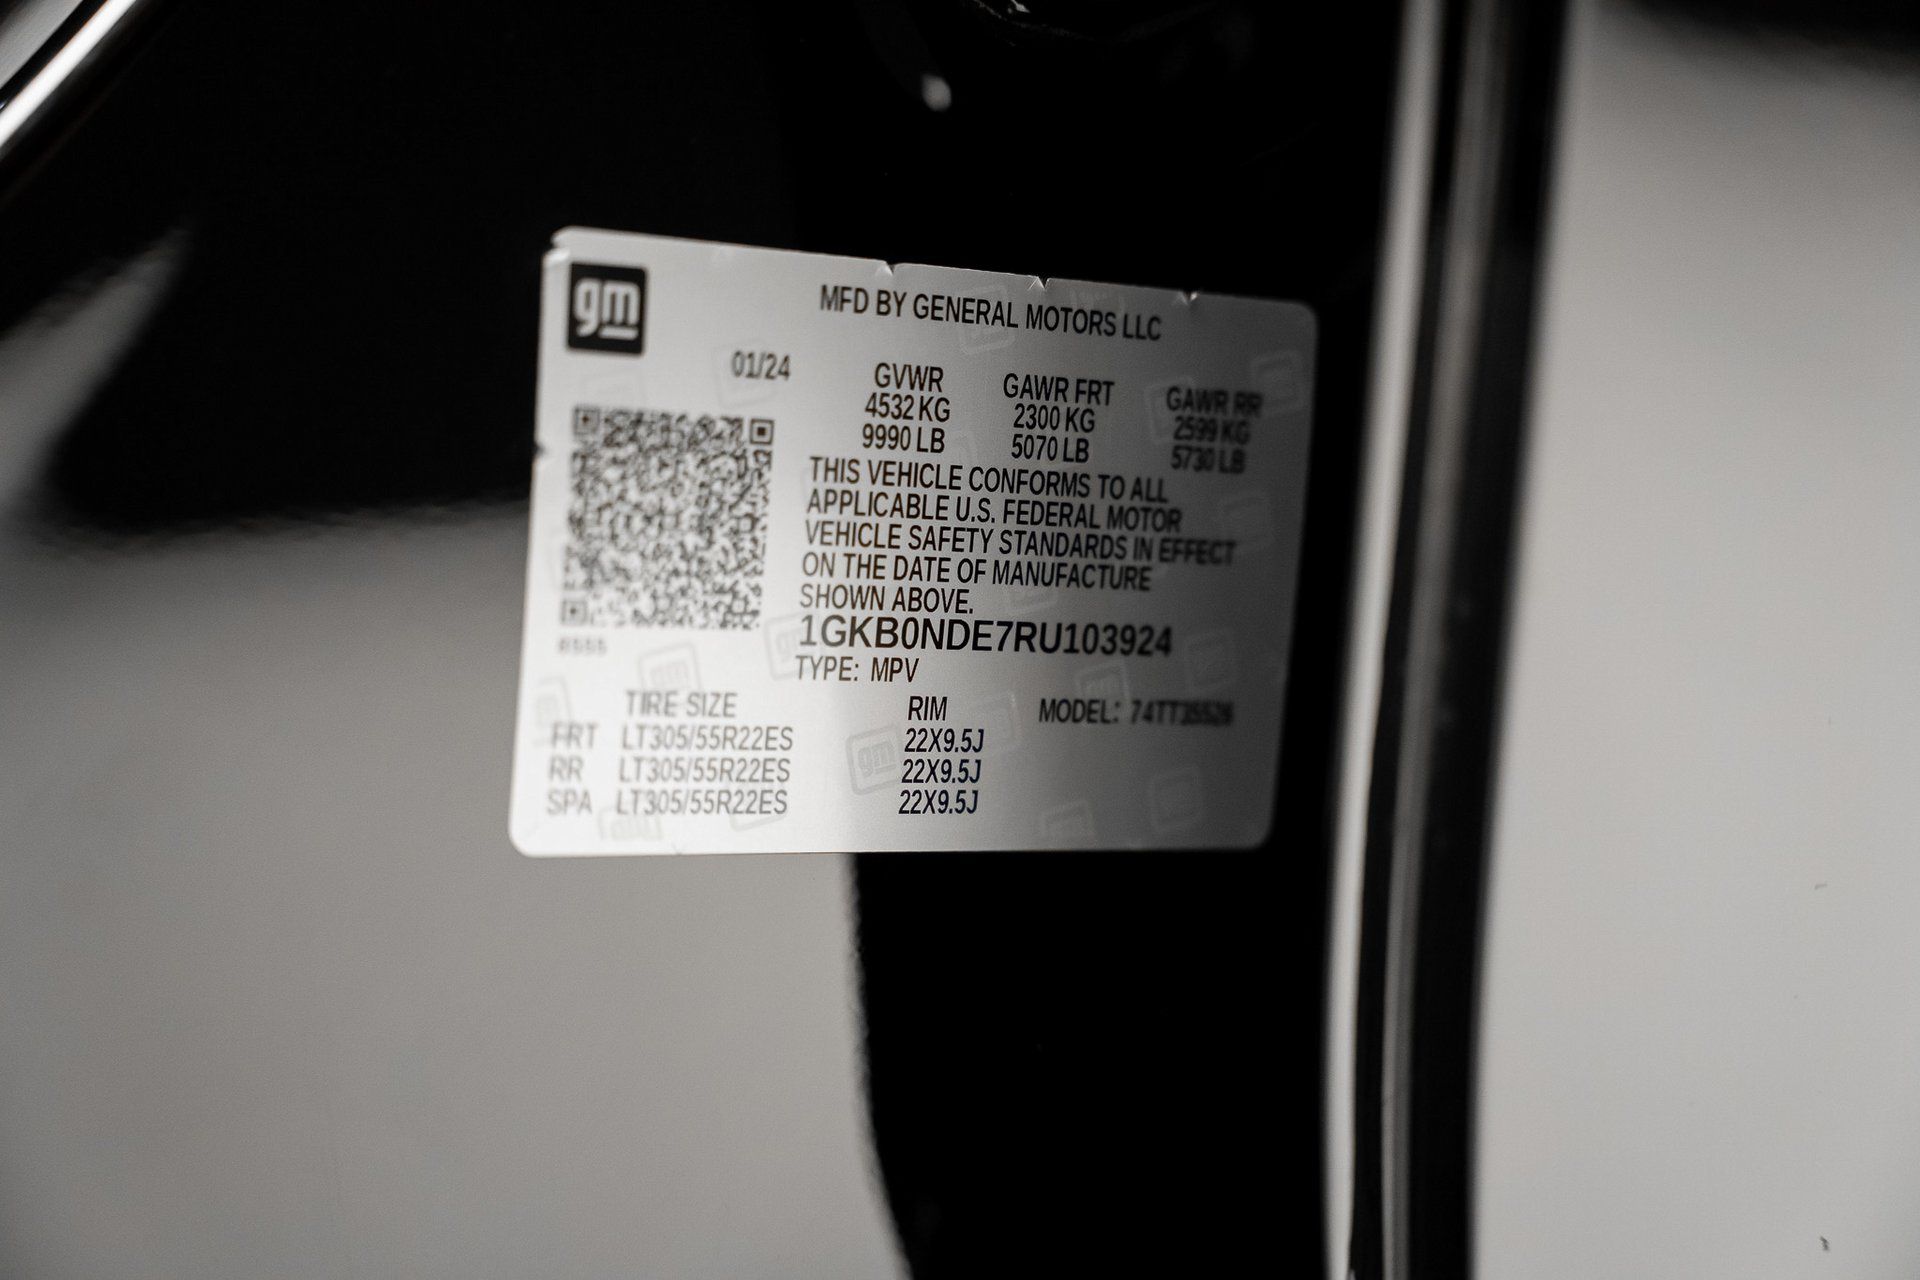 gm
MFD BY GENERAL MOTORS LLC
01/24
GVWR GAWR FRT GAWR RR
4532 KG 2300 KG 2599 KG
9990 LB 5070 LB 5730 LB
THIS VEHICLE CONFORMS TO ALL
APPLICABLE U.S. FEDERAL MOTOR
VEHICLE SAFETY STANDARDS IN EFFECT
ON THE DATE OF MANUFACTURE
SHOWN ABOVE.
1GKB0NDE7RU103924
TYPE: MPV
TIRE SIZE RIM MODEL:
FRT LT305/55R22ES 22X9.5J
RR LT305/55R22ES 22X9.5J
SPA LT305/55R22ES 22X9.5J